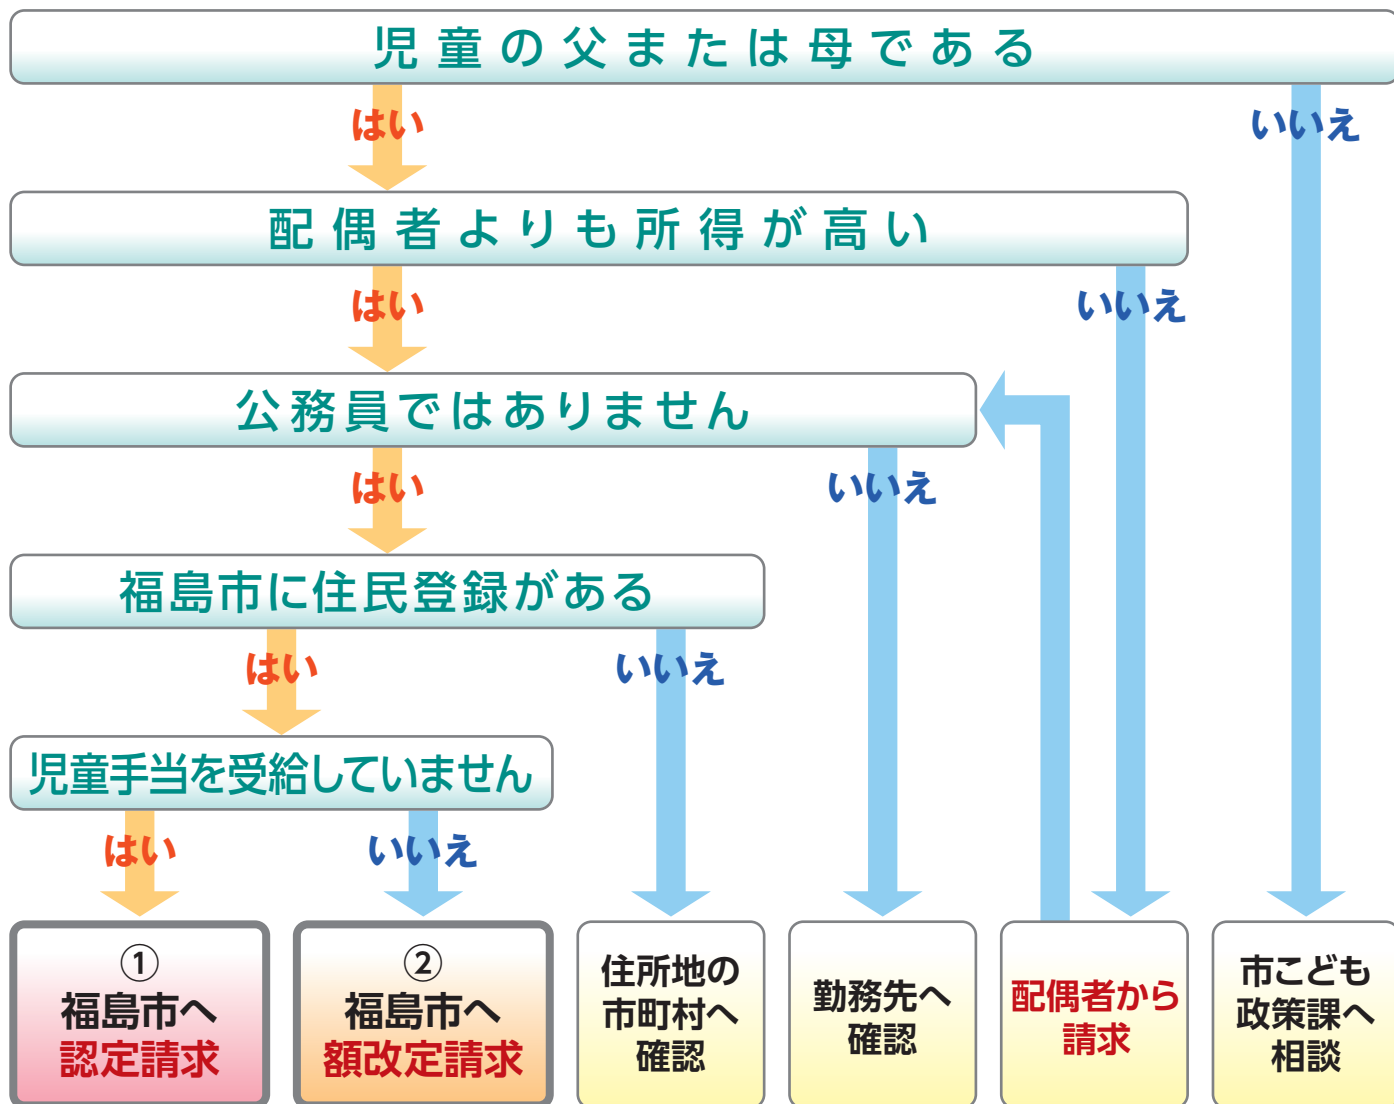 児童の父または母である
はい
いいえ
配偶者よりも所得が高い
はい
いいえ
公務員ではありません
はい
いいえ
福島市に住民登録がある
はい
いいえ
児童手当を受給していません
はい
いいえ
①
福島市へ
認定請求
②
福島市へ
額改定請求
住所地の
市町村へ
確認
勤務先へ
確認
配偶者から
請求
市こども
政策課へ
相談